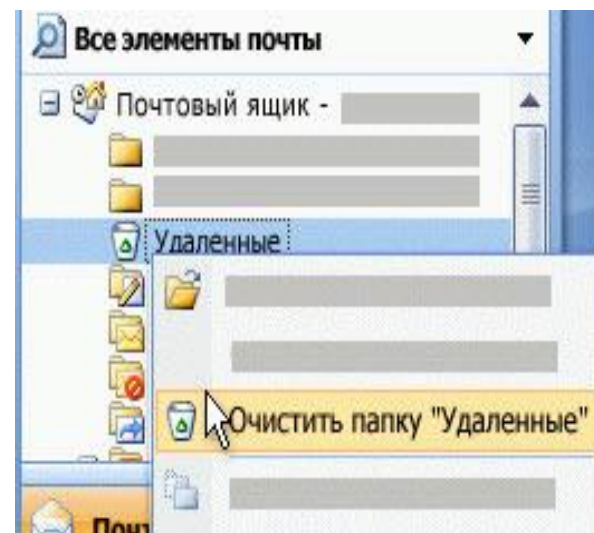 Все элементы почты
Почтовый ящик -
Удаленные
Очистить папку "Удаленные"